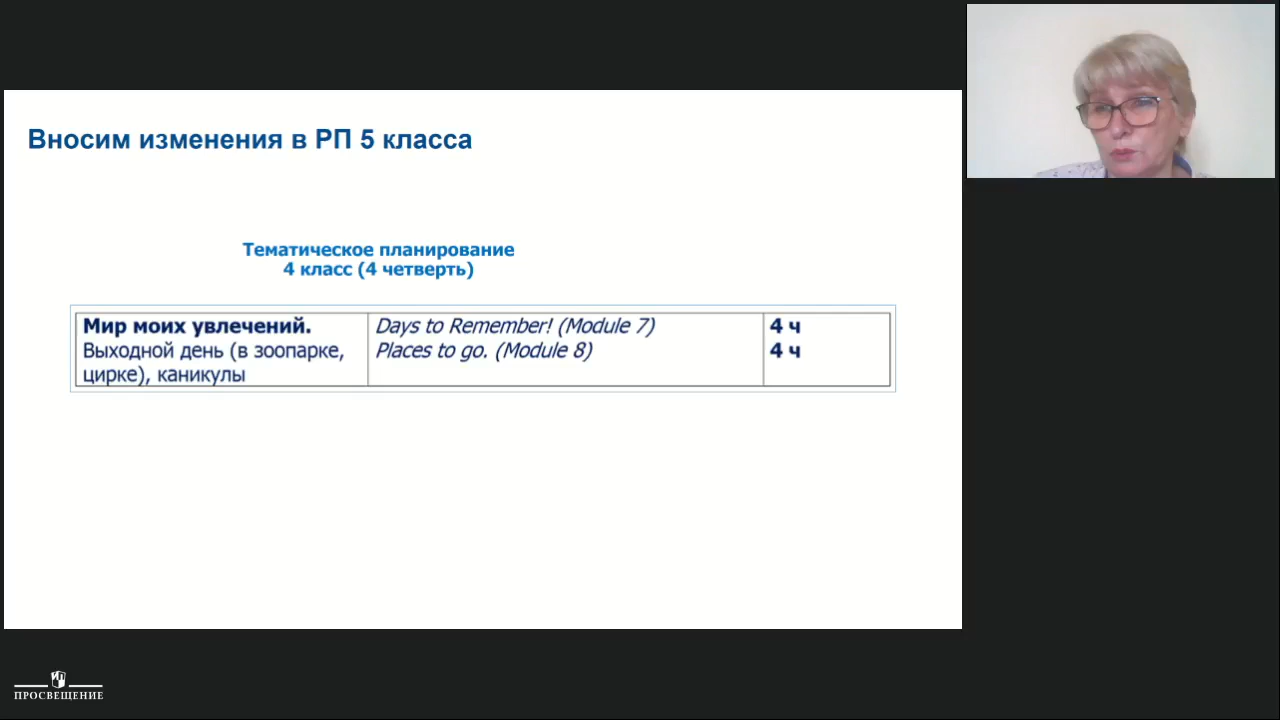 Вносим изменения в РП 5 класса
Тематическое планирование
4 класс (4 четверть)
Мир моих увлечений.
Выходной день (в зоопарке,
цирке), каникулы
Days to Remember! (Module 7)
Places to go. (Module 8)
4 ч
4 ч
ПРОСВЕЩЕНИЕ